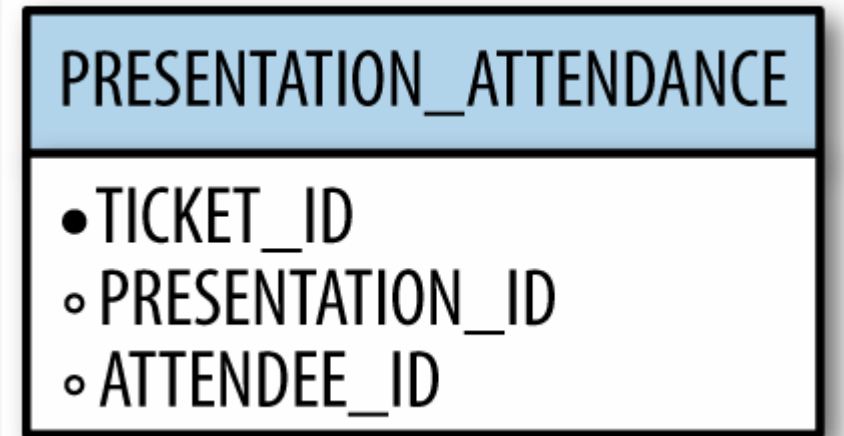 PRESENTATION_ATTENDANCE
●TICKET_ID
○PRESENTATION_ID
○ATTENDEE_ID